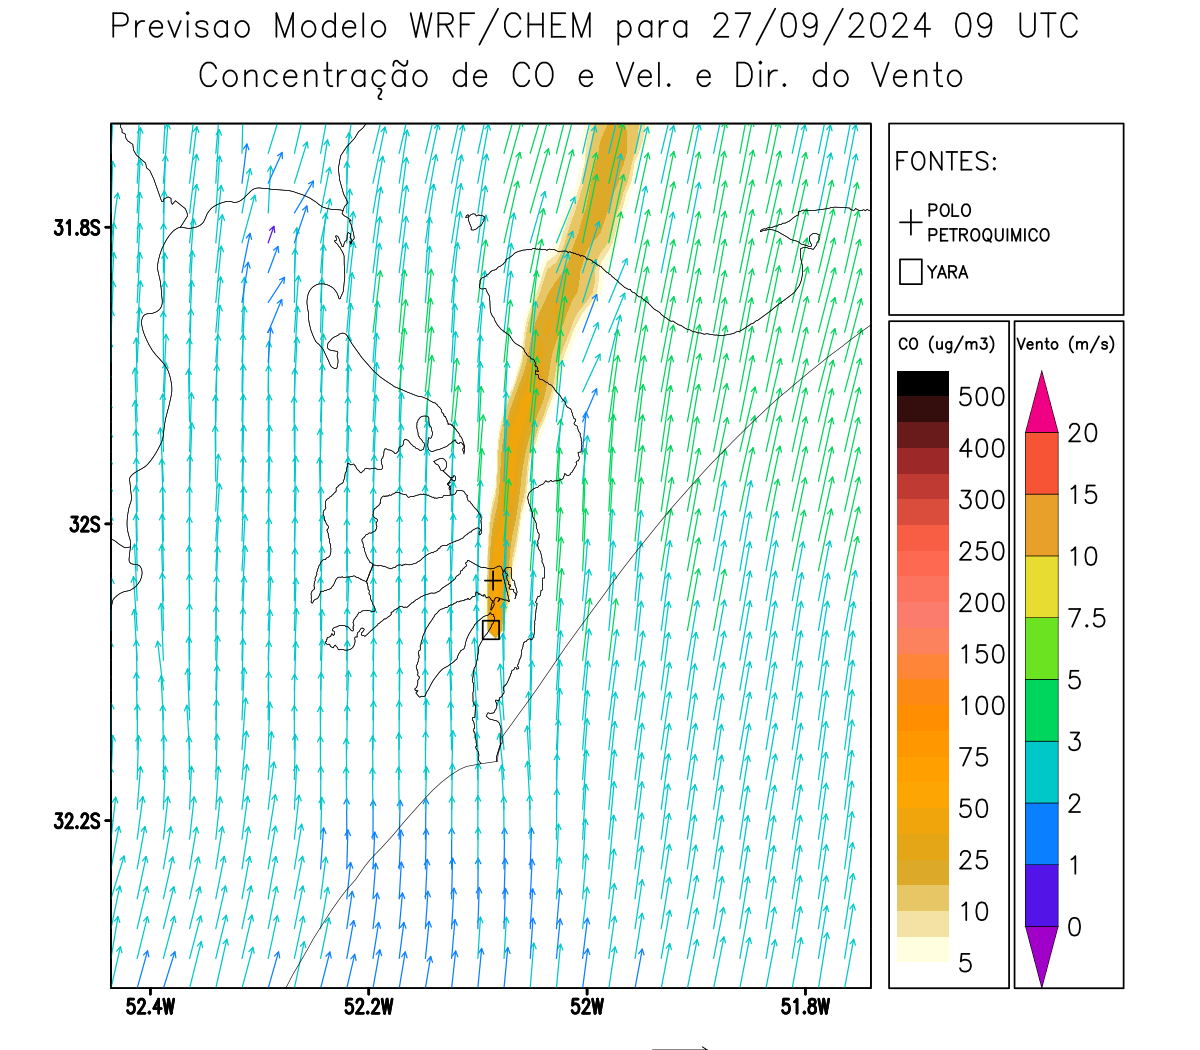 Previsao Modelo WRF/CHEM para 27/09/2024 09 UTC
Concentração de CO e Vel. e Dir. do Vento
FONTES:
POLO
PETROQUIMICO
YARA
CO (ug/m3)
500
400
300
250
200
150
100
75
50
25
10
5
Vento (m/s)
20
15
10
7.5
5
3
2
1
0
31.8S
32S
32.2S
52.4W
52.2W
52W
51.8W